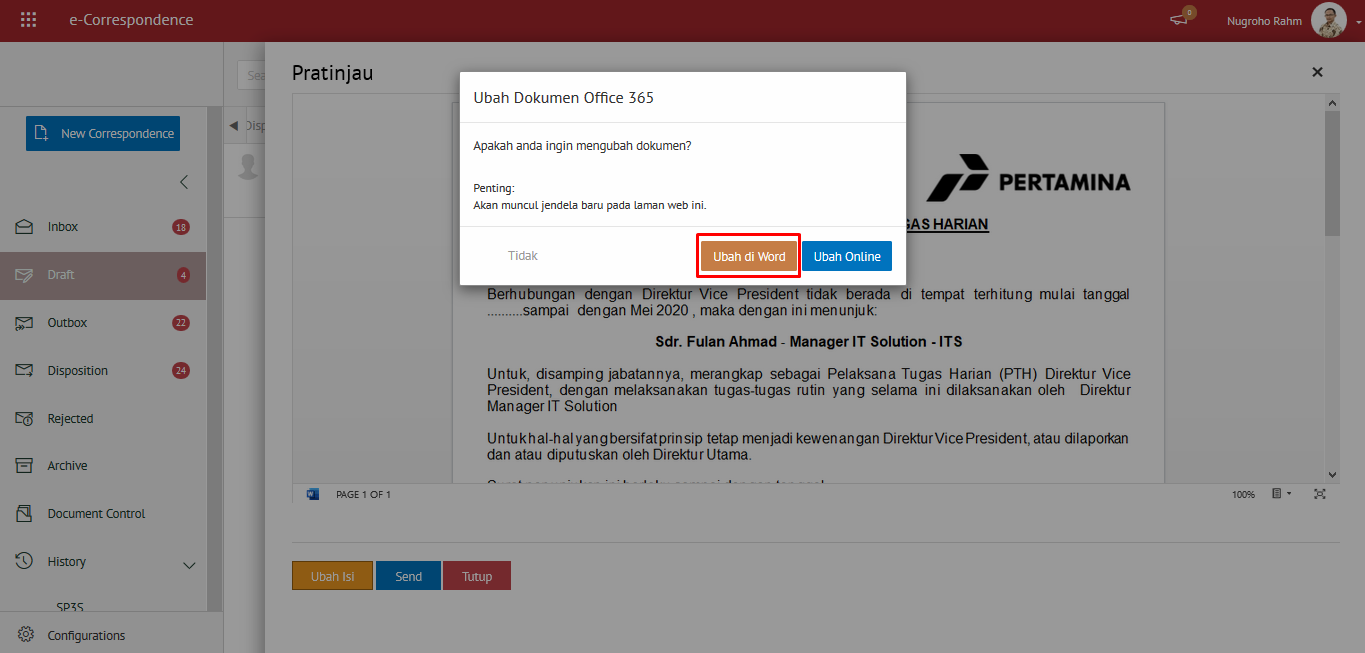 e-Correspondence
0
Nugroho Rahm
Sea
Pratinjau
New Correspondence
Disp
Inbox
18
Draft
4
Outbox
22
Disposition
24
Rejected
Archive
Document Control
History
SP3S
Configurations
Ubah Dokumen Office 365
Apakah anda ingin mengubah dokumen?
Penting:
Akan muncul jendela baru pada laman web ini.
Tidak
Ubah di Word
Ubah Online
PERTAMINA
GAS HARIAN
Berhubungan dengan Direktur Vice President tidak berada di tempat terhitung mulai tanggal
..........sampai dengan Mei 2020 , maka dengan ini menunjuk:
Sdr. Fulan Ahmad - Manager IT Solution - ITS
Untuk, disamping jabatannya, merangkap sebagai Pelaksana Tugas Harian (PTH) Direktur Vice
President, dengan melaksanakan tugas-tugas rutin yang selama ini dilaksanakan oleh Direktur
Manager IT Solution
Untuk hal-hal yang bersifat prinsip tetap menjadi kewenangan Direktur Vice President, atau dilaporkan
dan atau diputuskan oleh Direktur Utama.
PAGE 1 OF 1
100%
Ubah Isi
Send
Tutup